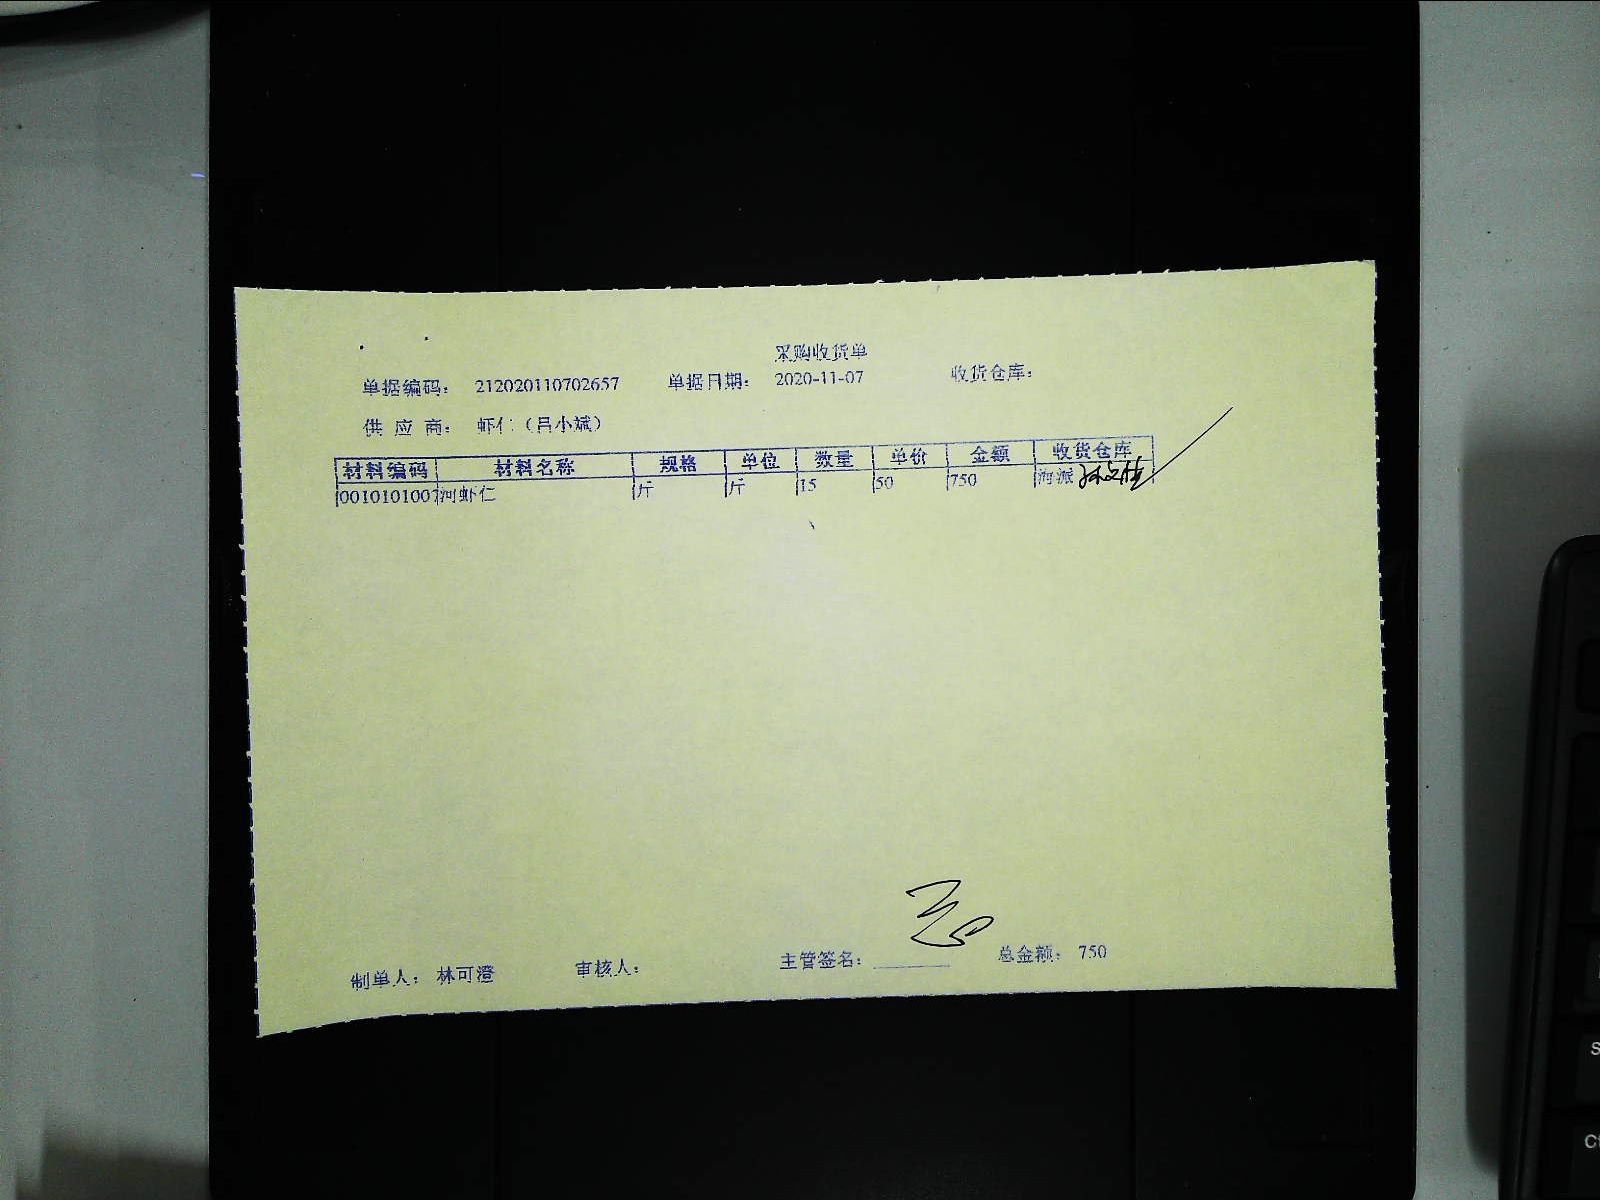 采购收货单
单据编码： 212020110702657 单据日期： 2020-11-07 收货仓库：
供 应 商： 虾仁（吕小斌）
材料编码 材料名称 规格 单位 数量 单价 金额 收货仓库
0010101007 河虾仁 斤 斤 15 50 750 海派
制单人： 林可澄 审核人： 主管签名： 总金额： 750